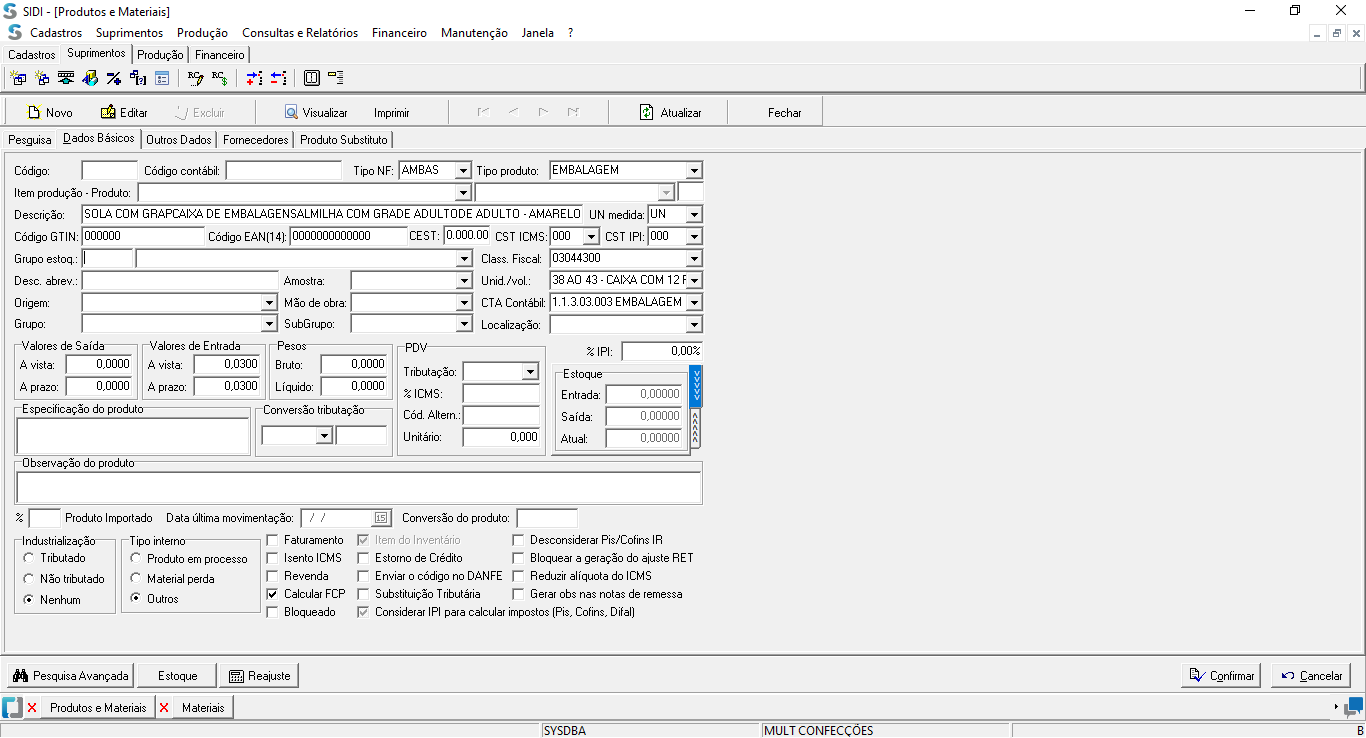 SIDI - [Produtos e Materiais]
Cadastros Suprimentos Produção Consultas e Relatórios Financeiro Manutenção Janela ?
Cadastros Suprimentos Produção Financeiro
Novo Editar Excluir Visualizar Imprimir Atualizar Fechar
Pesquisa Dados Básicos Outros Dados Fornecedores Produto Substituto
Código: Código contábil: Tipo NF: AMBAS Tipo produto: EMBALAGEM
Item produção - Produto:
Descrição: SOLA COM GRAPCAIXA DE EMBALAGENSALMILHA COM GRADE ADULTODE ADULTO - AMARELO UN medida: UN
Código GTIN: 000000 Código EAN(14): 0000000000000 CEST: 0.000.00 CST ICMS: 000 CST IPI: 000
Grupo estoq.: Class. Fiscal: 03044300
Desc. abrev.: Amostra: Unid./vol.: 38 AO 43 - CAIXA COM 12 F
Origem: Mão de obra: CTA Contábil: 1.1.3.03.003 EMBALAGEM
Grupo: SubGrupo: Localização:
Valores de Saída Valores de Entrada Pesos PDV % IPI: 0,00%
A vista: 0,0000 A vista: 0,0300 Bruto: 0,0000 Tributação: Estoque
A prazo: 0,0000 A prazo: 0,0300 Líquido: 0,0000 % ICMS: Entrada: 0,00000
Especificação do produto Conversão tributação Cód. Altern.: Saída: 0,00000
Unitário: 0,000 Atual: 0,00000
Observação do produto
% Produto Importado Data última movimentação: / / 15 Conversão do produto:
Industrialização Tipo interno Faturamento Item do Inventário Desconsiderar Pis/Cofins IR
Tributado Produto em processo Isento ICMS Estorno de Crédito Bloquear a geração do ajuste RET
Não tributado Material perda Revenda Enviar o código no DANFE Reduzir alíquota do ICMS
Nenhum Outros Calcular FCP Substituição Tributária Gerar obs nas notas de remessa
Bloqueado Considerar IPI para calcular impostos (Pis, Cofins, Difal)
Pesquisa Avançada Estoque Reajuste Confirmar Cancelar
Produtos e Materiais Materiais
SYSDBA MULT CONFECÇÕES B